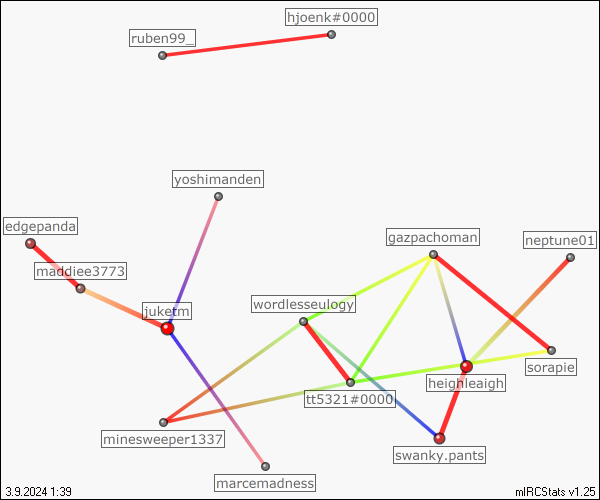 hjoenk#0000
ruben99_
yoshimanden
edgepanda
gazpachoman
neptune01
maddiee3773
juketm
wordlesseulogy
sorapie
heighleaigh
tt5321#0000
minesweeper1337
swanky.pants
marcemadness
3.9.2024 1:39
mIRCStats v1.25